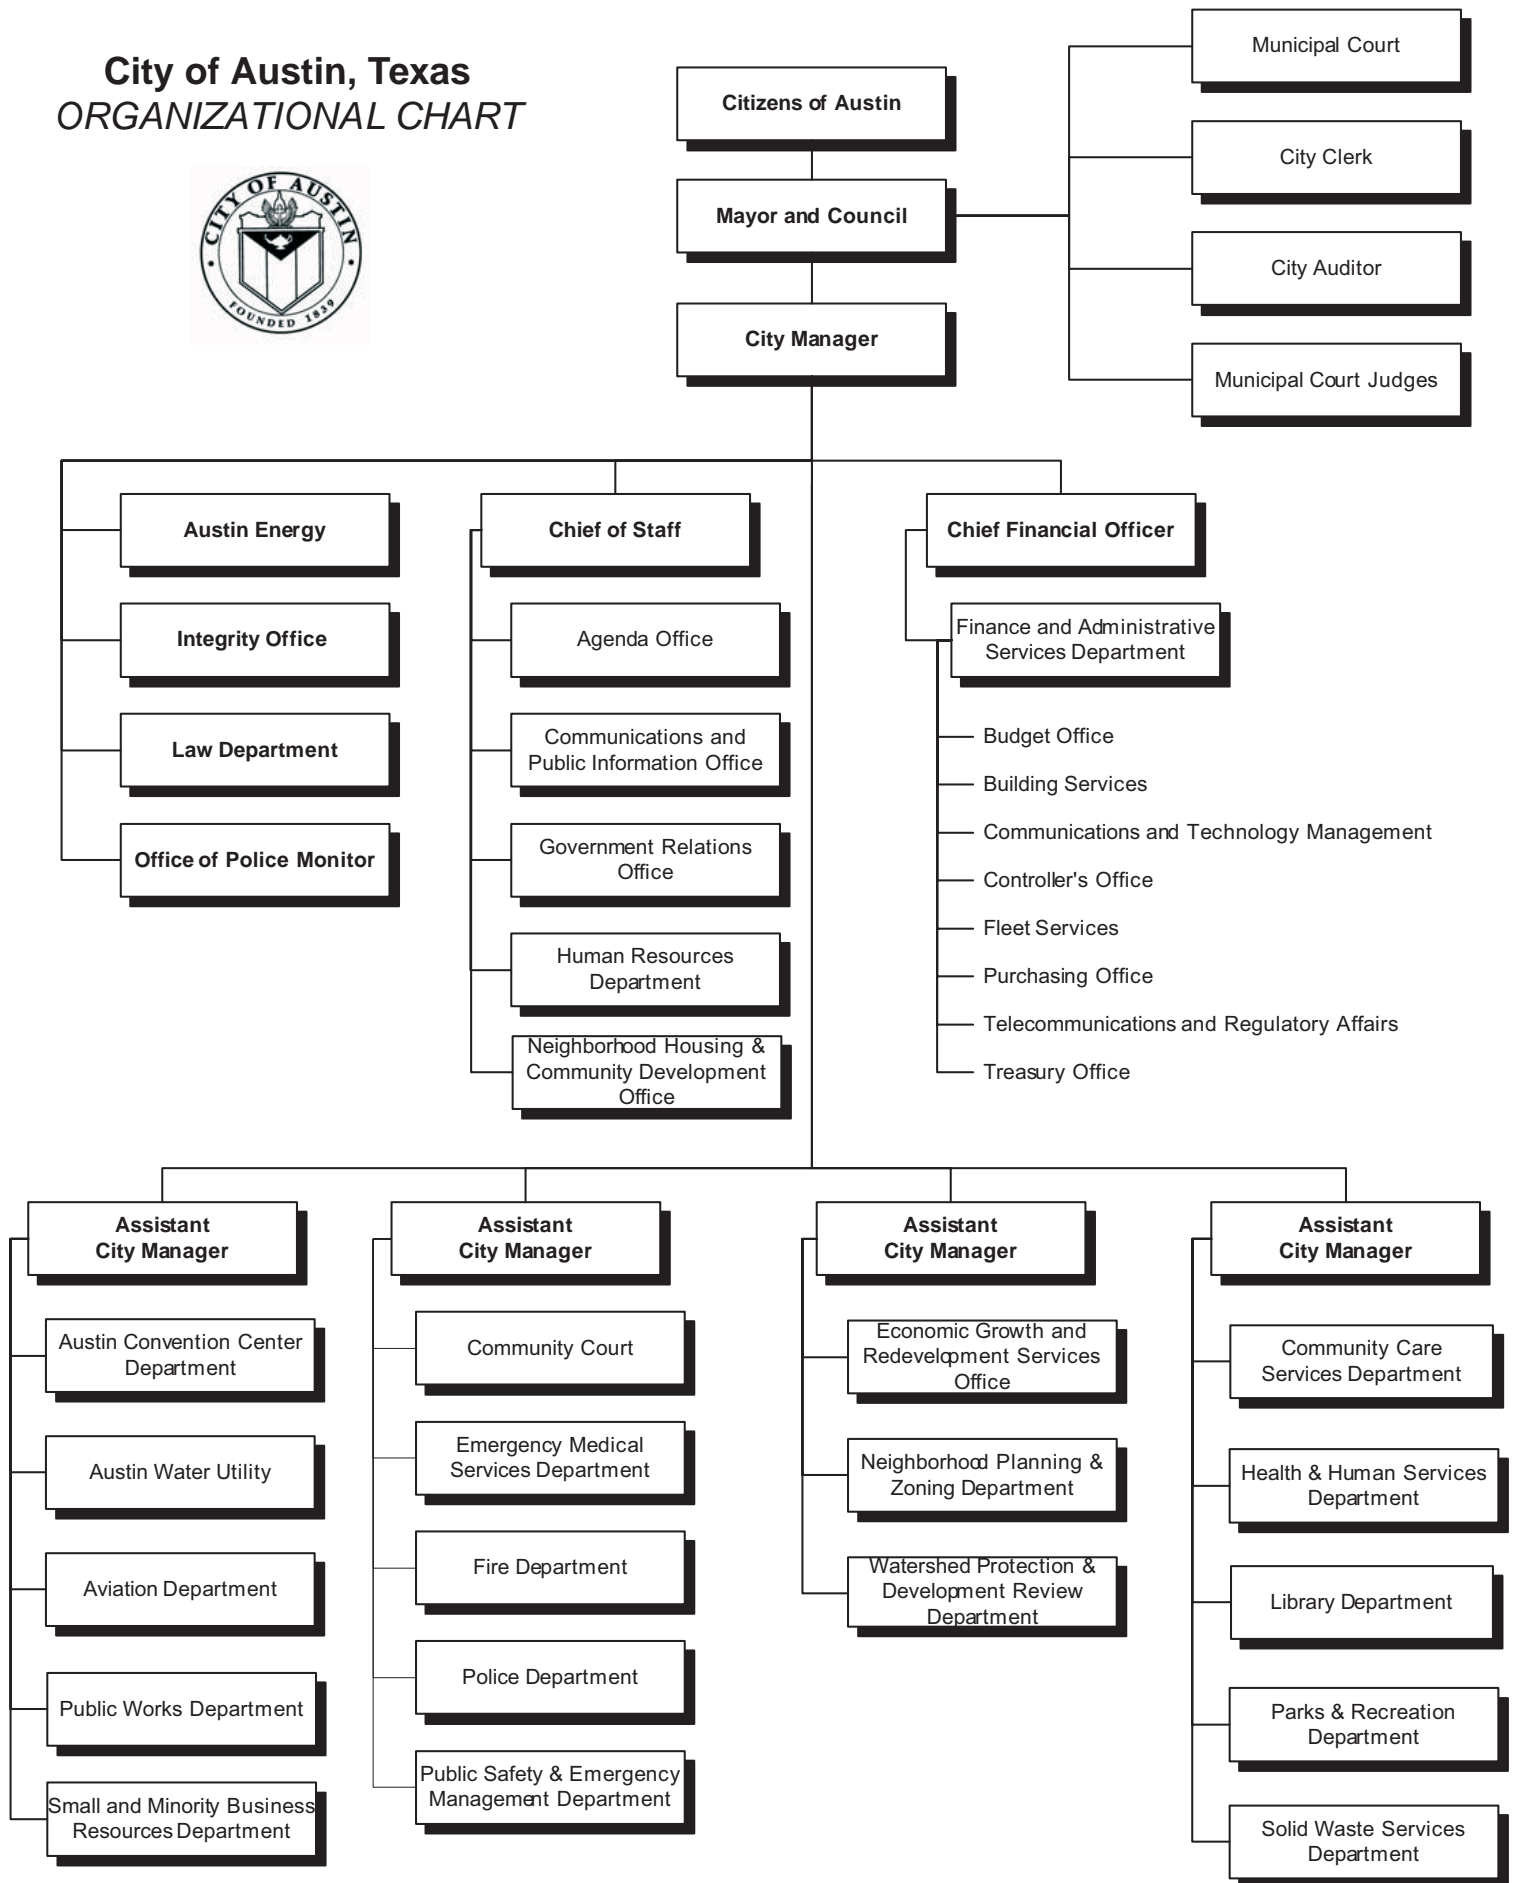 City of Austin, Texas
ORGANIZATIONAL CHART
CITY OF AUSTIN
FOUNDED 1839
Citizens of Austin
Mayor and Council
City Manager
Municipal Court
City Clerk
City Auditor
Municipal Court Judges
Austin Energy
Integrity Office
Law Department
Office of Police Monitor
Chief of Staff
Agenda Office
Communications and
Public Information Office
Government Relations
Office
Human Resources
Department
Neighborhood Housing &
Community Development
Office
Chief Financial Officer
Finance and Administrative
Services Department
Budget Office
Building Services
Communications and Technology Management
Controller's Office
Fleet Services
Purchasing Office
Telecommunications and Regulatory Affairs
Treasury Office
Assistant
City Manager
Austin Convention Center
Department
Austin Water Utility
Aviation Department
Public Works Department
Small and Minority Business
Resources Department
Assistant
City Manager
Community Court
Emergency Medical
Services Department
Fire Department
Police Department
Public Safety & Emergency
Management Department
Assistant
City Manager
Economic Growth and
Redevelopment Services
Office
Neighborhood Planning &
Zoning Department
Watershed Protection &
Development Review
Department
Assistant
City Manager
Community Care
Services Department
Health & Human Services
Department
Library Department
Parks & Recreation
Department
Solid Waste Services
Department